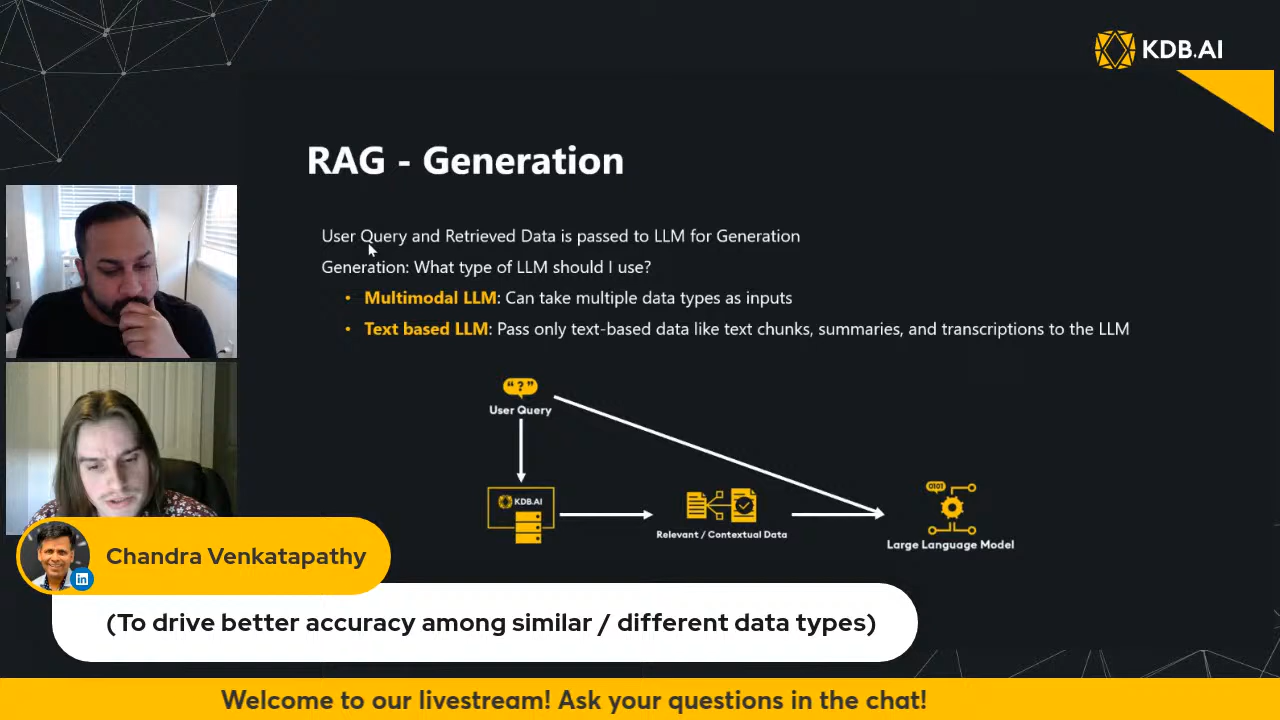 KDB.AI
RAG - Generation
User Query and Retrieved Data is passed to LLM for Generation
Generation: What type of LLM should I use?
• Multimodal LLM: Can take multiple data types as inputs
• Text based LLM: Pass only text-based data like text chunks, summaries, and transcriptions to the LLM
“ ? ”
User Query
KDB.AI
Relevant / Contextual Data
0101
Large Language Model
in
Chandra Venkatapathy
(To drive better accuracy among similar / different data types)
Welcome to our livestream! Ask your questions in the chat!